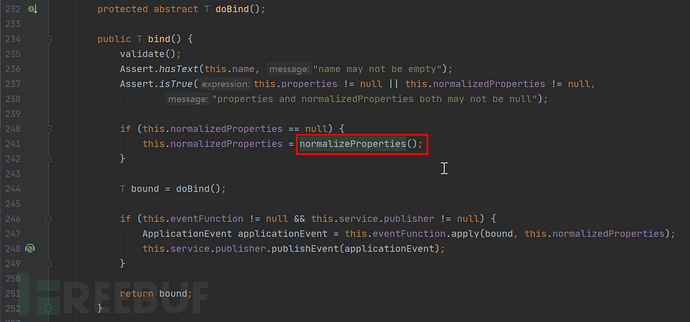 232 protected abstract T doBind();
233
234 public T bind() {
235 validate();
236 Assert.hasText(this.name, message: "name may not be empty");
237 Assert.isTrue( expression: this.properties != null || this.normalizedProperties != null,
238 message: "properties and normalizedProperties both may not be null");
239
240 if (this.normalizedProperties == null) {
241 this.normalizedProperties = normalizeProperties();
242 }
243
244 T bound = doBind();
245
246 if (this.eventFunction != null && this.service.publisher != null) {
247 ApplicationEvent applicationEvent = this.eventFunction.apply(bound, this.normalizedProperties);
248 this.service.publisher.publishEvent(applicationEvent);
249 }
250
251 return bound;
252 }
FREEBUF